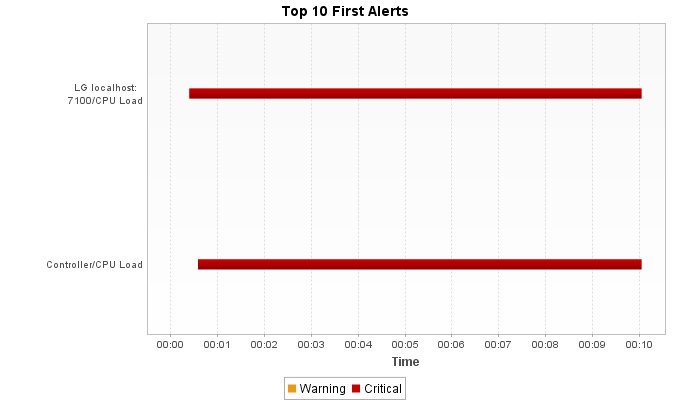 Top 10 First Alerts
LG localhost:
7100/CPU Load
Controller/CPU Load
00:00 00:01 00:02 00:03 00:04 00:05 00:06 00:07 00:08 00:09 00:10
Time
Warning Critical